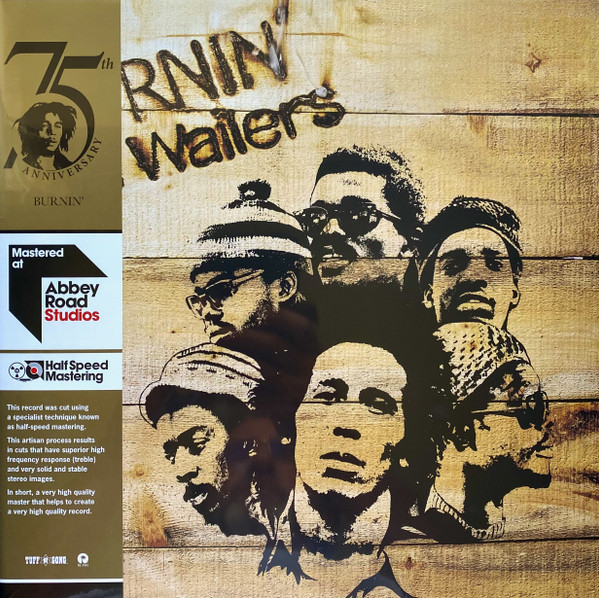 75th
ANNIVERSARY
BURNIN'
RNIN'
Wailers
Mastered
at
Abbey
Road
Studios
Half Speed
Mastering
This record was cut using
a specialist technique known
as half-speed mastering.
This artisan process results
in cuts that have superior high
frequency response (treble)
and very solid and stable
stereo images.
In short, a very high quality
master that helps to create
a very high quality record.
TUFF GONG